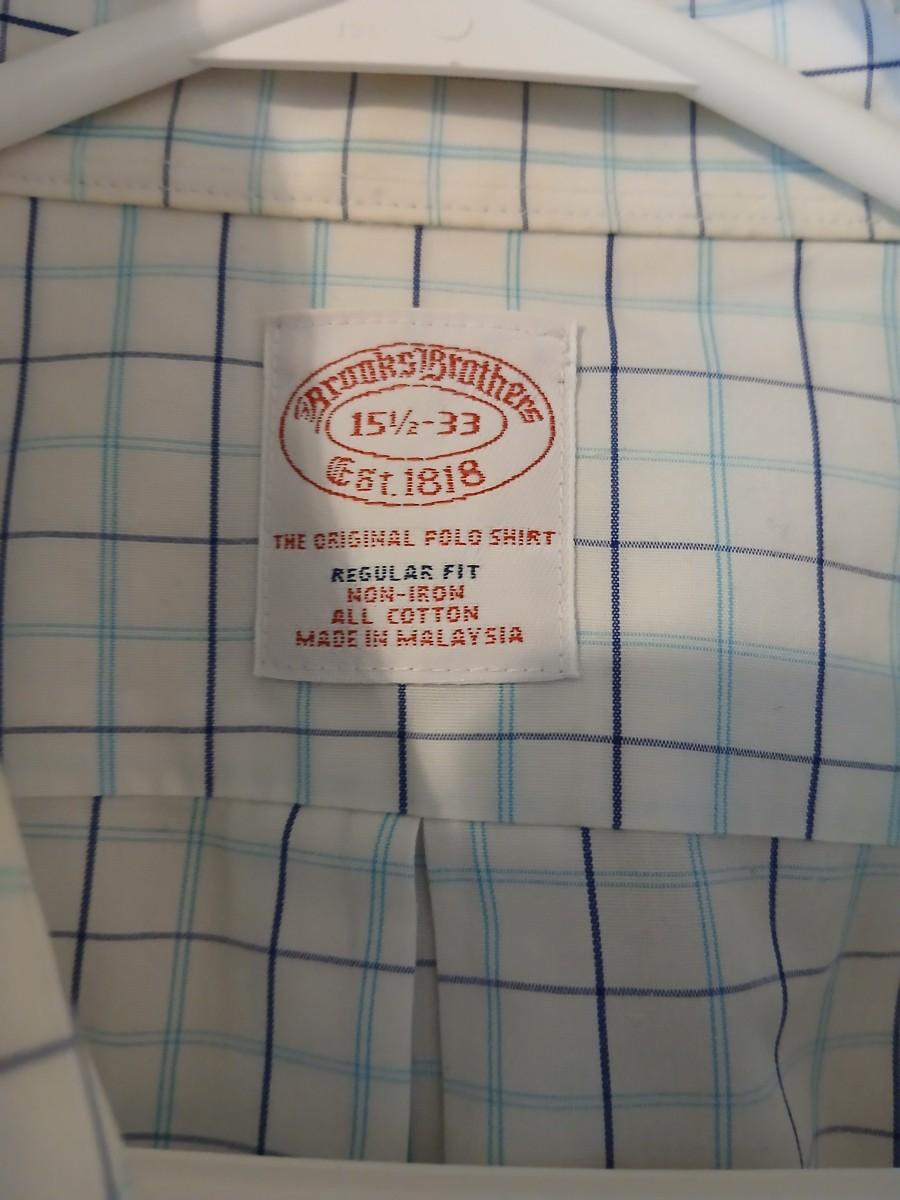 Brooks Brothers
15½-33
Est. 1818
THE ORIGINAL POLO SHIRT
REGULAR FIT
NON-IRON
ALL COTTON
MADE IN MALAYSIA